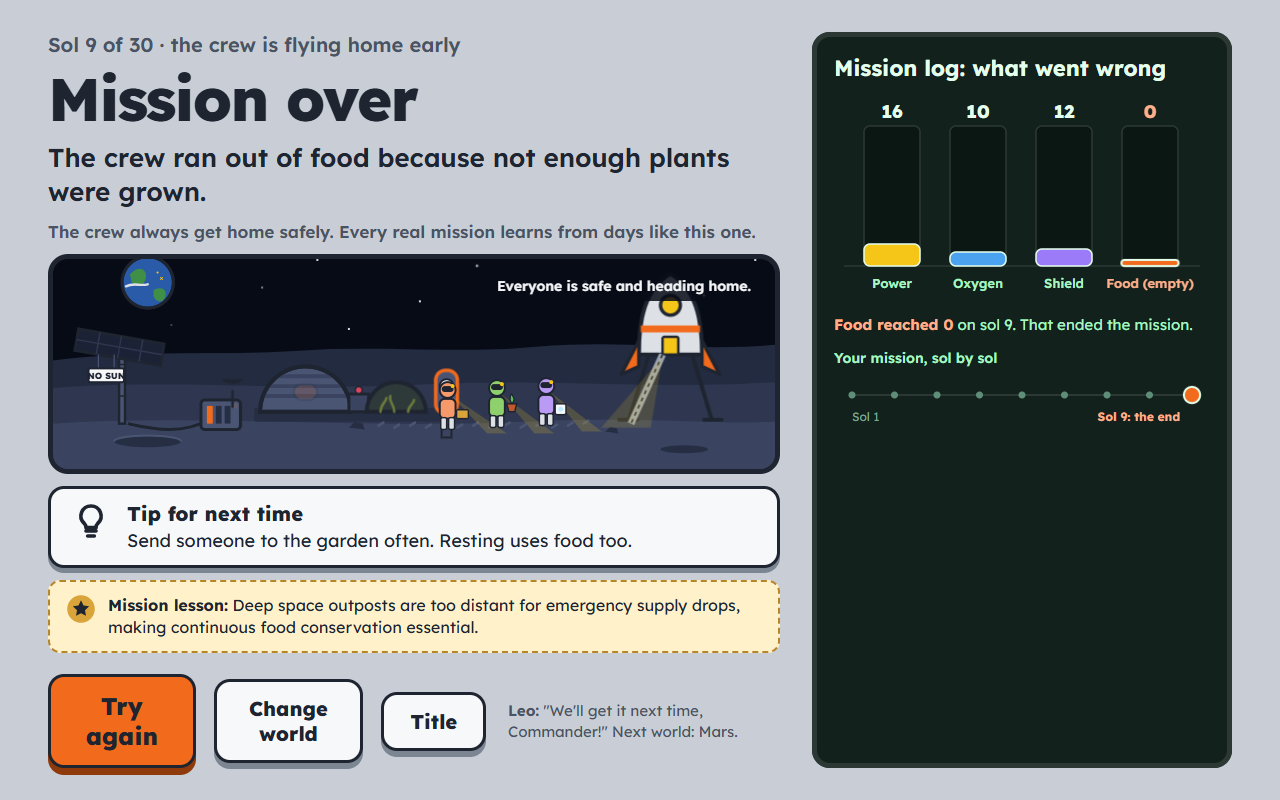 Sol 9 of 30 · the crew is flying home early
Mission over
The crew ran out of food because not enough plants
were grown.
The crew always get home safely. Every real mission learns from days like this one.
Everyone is safe and heading home.
NO SUN
Tip for next time
Send someone to the garden often. Resting uses food too.
Mission lesson: Deep space outposts are too distant for emergency supply drops,
making continuous food conservation essential.
Try
again
Change
world
Title
Leo: "We'll get it next time,
Commander!" Next world: Mars.
Mission log: what went wrong
16 10 12 0
Power Oxygen Shield Food (empty)
Food reached 0 on sol 9. That ended the mission.
Your mission, sol by sol
Sol 1 Sol 9: the end